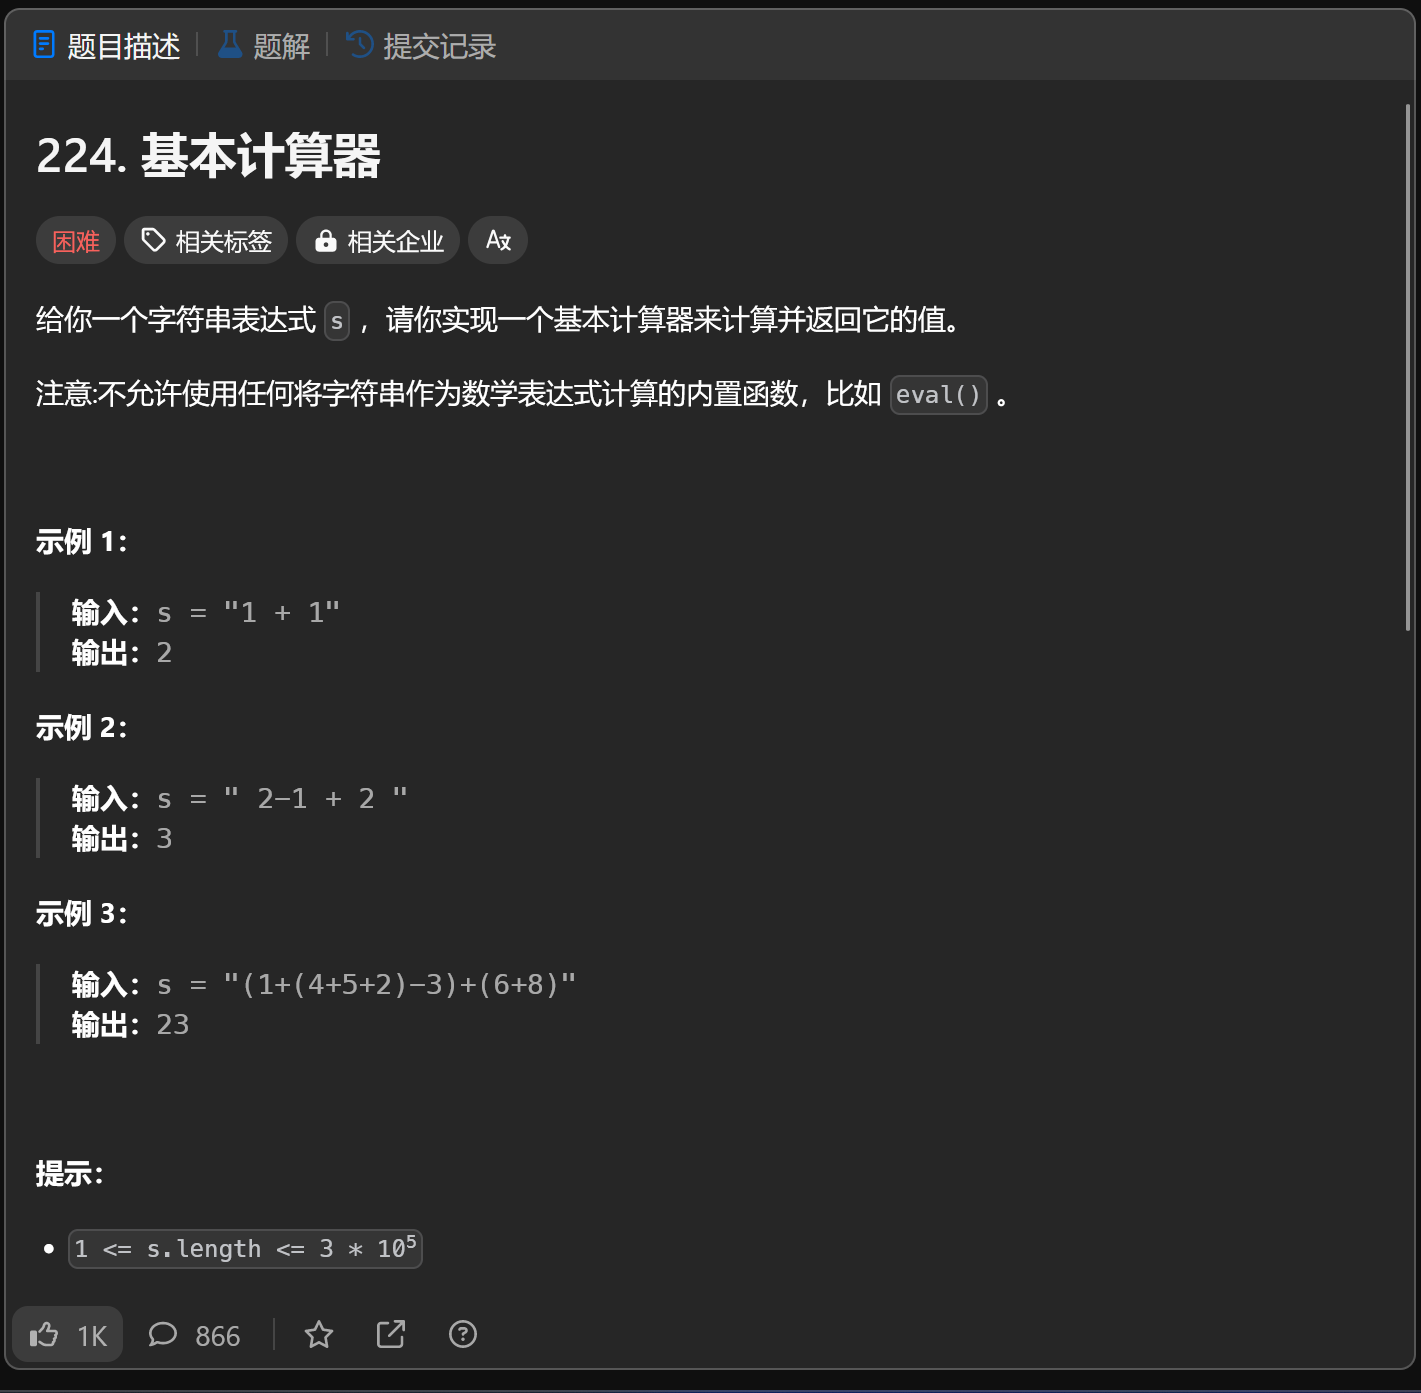 题目描述 | 题解 | 提交记录
224. 基本计算器
困难 相关标签 相关企业 Aあ
给你一个字符串表达式 s ，请你实现一个基本计算器来计算并返回它的值。
注意:不允许使用任何将字符串作为数学表达式计算的内置函数，比如 eval() 。
示例 1：
输入：s = "1 + 1"
输出：2
示例 2：
输入：s = " 2-1 + 2 "
输出：3
示例 3：
输入：s = "(1+(4+5+2)-3)+(6+8)"
输出：23
提示：
• 1 <= s.length <= 3 * 10⁵
1K 866